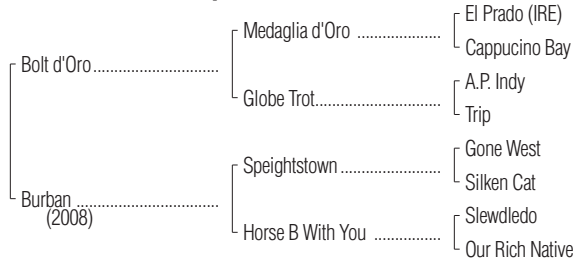 El Prado (IRE)
Medaglia d'Oro ..................
Cappucino Bay
Bolt d'Oro...........................
A.P. Indy
Globe Trot...........................
Trip
Gone West
Speightstown .....................
Silken Cat
Burban ..............................
(2008)
Slewdledo
Horse B With You ...............
Our Rich Native